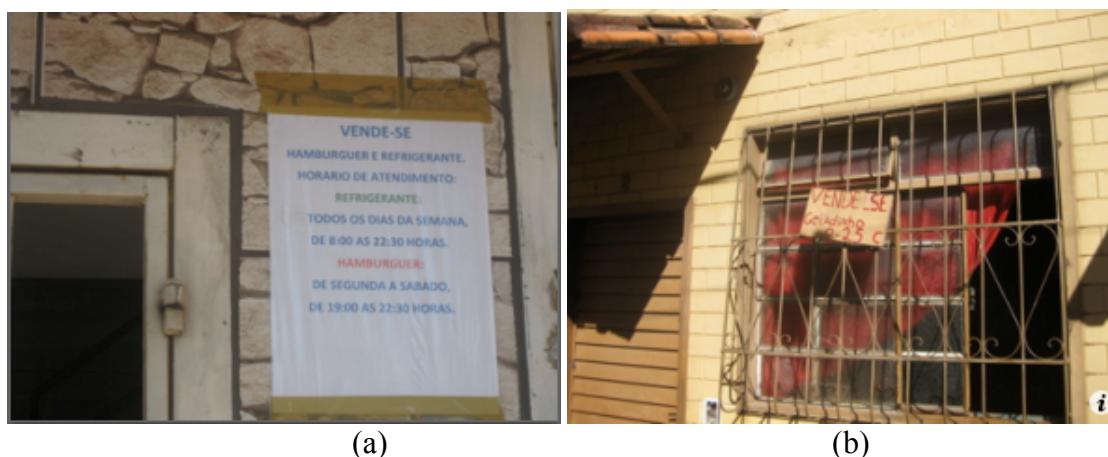 VENDE-SE
HAMBURGUER E REFRIGERANTE.
HORARIO DE ATENDIMENTO:
REFRIGERANTE:
TODOS OS DIAS DA SEMANA,
DE 8:00 AS 22:30 HORAS.
HAMBURGUER:
DE SEGUNDA A SABADO,
DE 19:00 AS 22:30 HORAS.
VENDE-SE
Geladinho
(a)
(b)